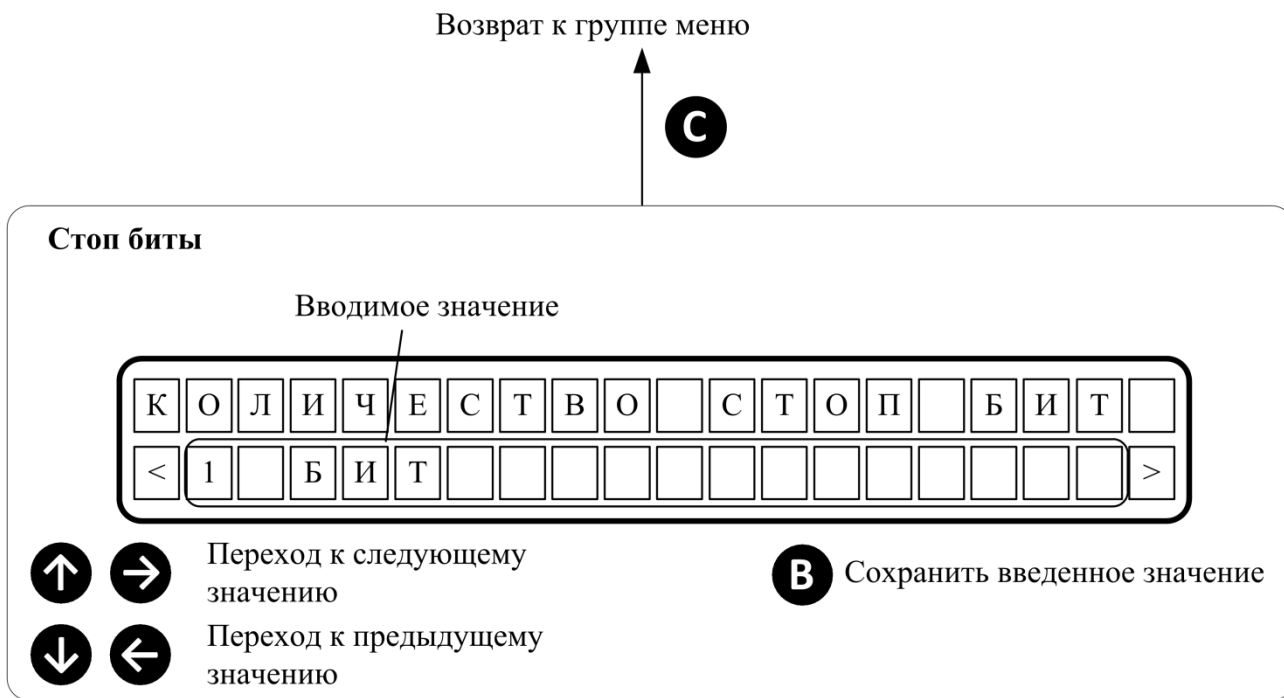 Возврат к группе меню
C
Стоп биты
Вводимое значение
КОЛИЧЕСТВО СТОП БИТ
< 1 БИТ >
↑ → Переход к следующему
значению
B Сохранить введенное значение
↓ ← Переход к предыдущему
значению